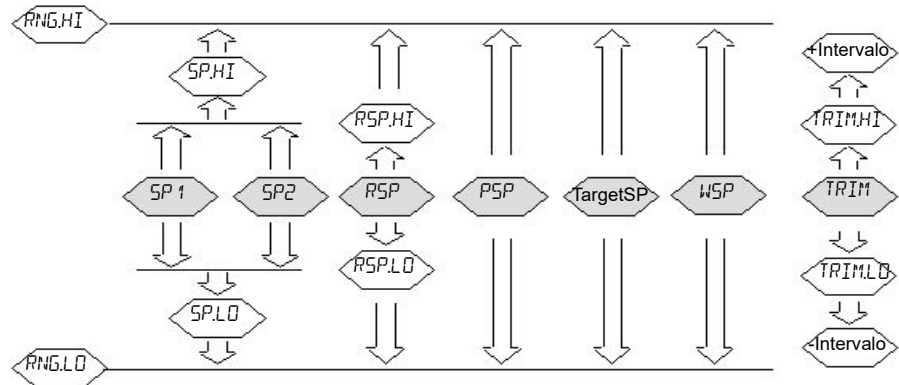 RNG.HI
SP.HI
+Intervalo
RSP.HI
TRIM.HI
SP1
SP2
RSP
PSP
TargetSP
WSP
TRIM
RSP.LO
TRIM.LO
SP.LO
-Intervalo
RNG.LO